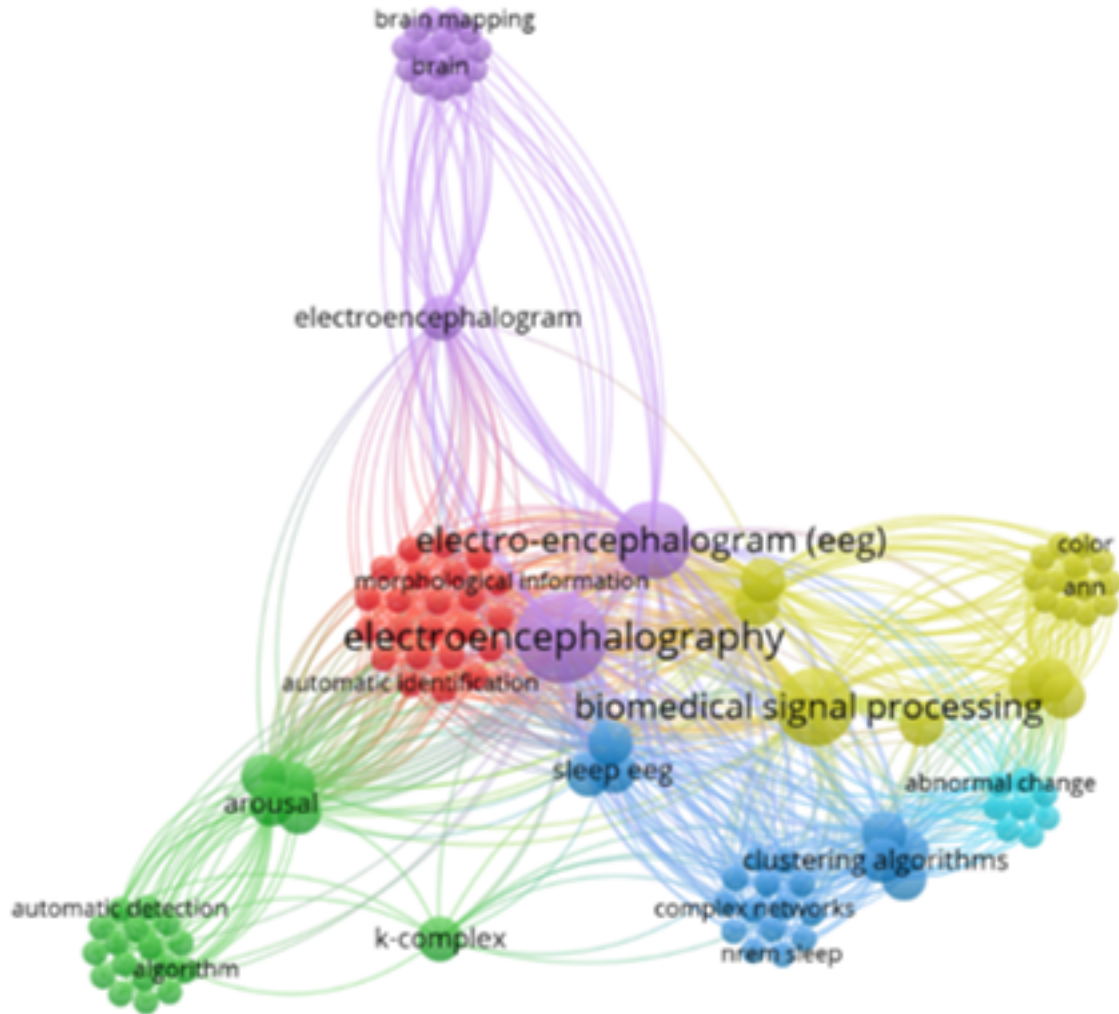 brain mapping
brain
electroencephalogram
electro-encephalogram (eeg)
color
morphological information
ann
electroencephalography
automatic identification
biomedical signal processing
sleep eeg
abnormal change
arousal
clustering algorithms
automatic detection
complex networks
k-complex
nrem sleep
algorithm